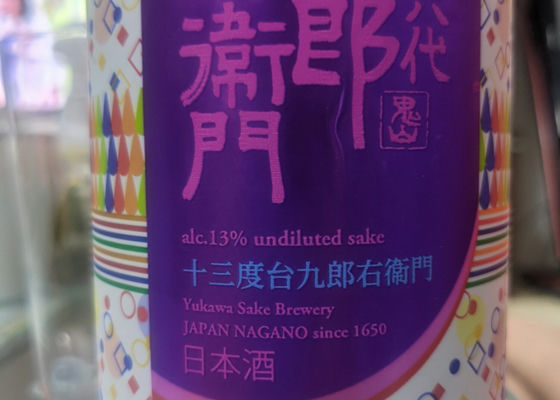 八代
鬼山
郎
衛門
alc.13% undiluted sake
十三度台九郎右衛門
Yukawa Sake Brewery
JAPAN NAGANO since 1650
日本酒